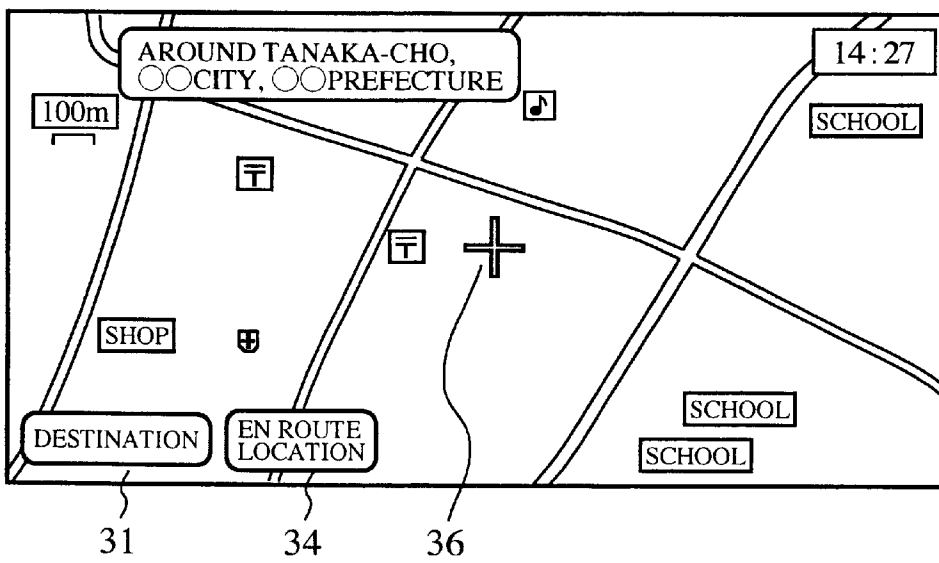 AROUND TANAKA-CHO,
○○CITY, ○○PREFECTURE
14:27
100m
SCHOOL
〒
〒
SHOP
SCHOOL
DESTINATION
EN ROUTE
LOCATION
SCHOOL
31
34
36